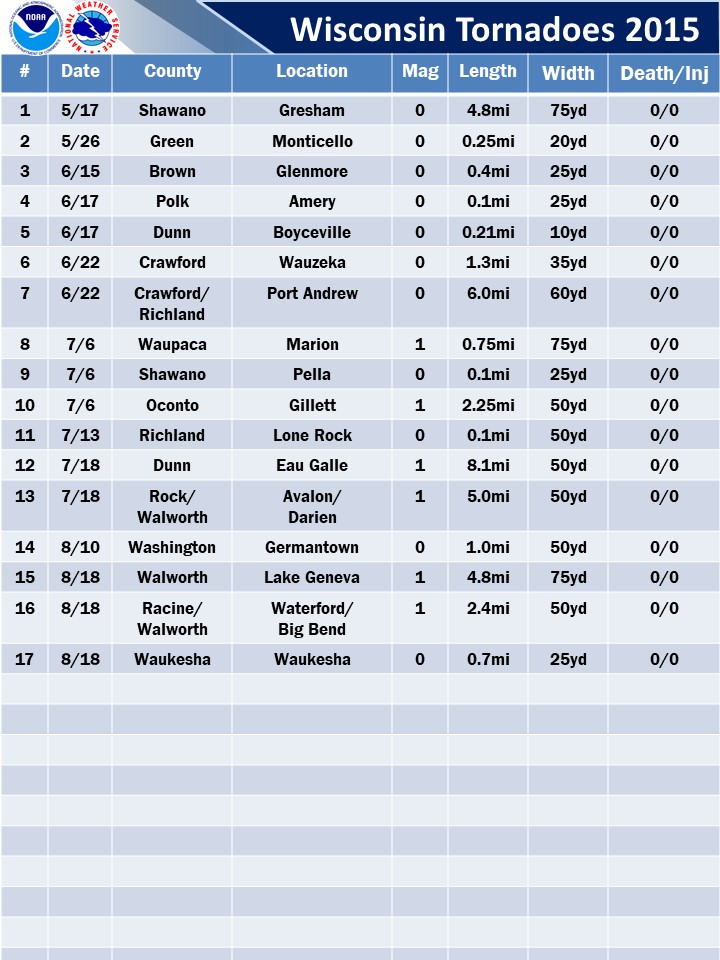 NOAA
NATIONAL WEATHER SERVICE
Wisconsin Tornadoes 2015
# Date County Location Mag Length Width Death/Inj
1 5/17 Shawano Gresham 0 4.8mi 75yd 0/0
2 5/26 Green Monticello 0 0.25mi 20yd 0/0
3 6/15 Brown Glenmore 0 0.4mi 25yd 0/0
4 6/17 Polk Amery 0 0.1mi 25yd 0/0
5 6/17 Dunn Boyceville 0 0.21mi 10yd 0/0
6 6/22 Crawford Wauzeka 0 1.3mi 35yd 0/0
7 6/22 Crawford/ Port Andrew 0 6.0mi 60yd 0/0
Richland
8 7/6 Waupaca Marion 1 0.75mi 75yd 0/0
9 7/6 Shawano Pella 0 0.1mi 25yd 0/0
10 7/6 Oconto Gillett 1 2.25mi 50yd 0/0
11 7/13 Richland Lone Rock 0 0.1mi 50yd 0/0
12 7/18 Dunn Eau Galle 1 8.1mi 50yd 0/0
13 7/18 Rock/ Avalon/ 1 5.0mi 50yd 0/0
Walworth Darien
14 8/10 Washington Germantown 0 1.0mi 50yd 0/0
15 8/18 Walworth Lake Geneva 1 4.8mi 75yd 0/0
16 8/18 Racine/ Waterford/ 1 2.4mi 50yd 0/0
Walworth Big Bend
17 8/18 Waukesha Waukesha 0 0.7mi 25yd 0/0